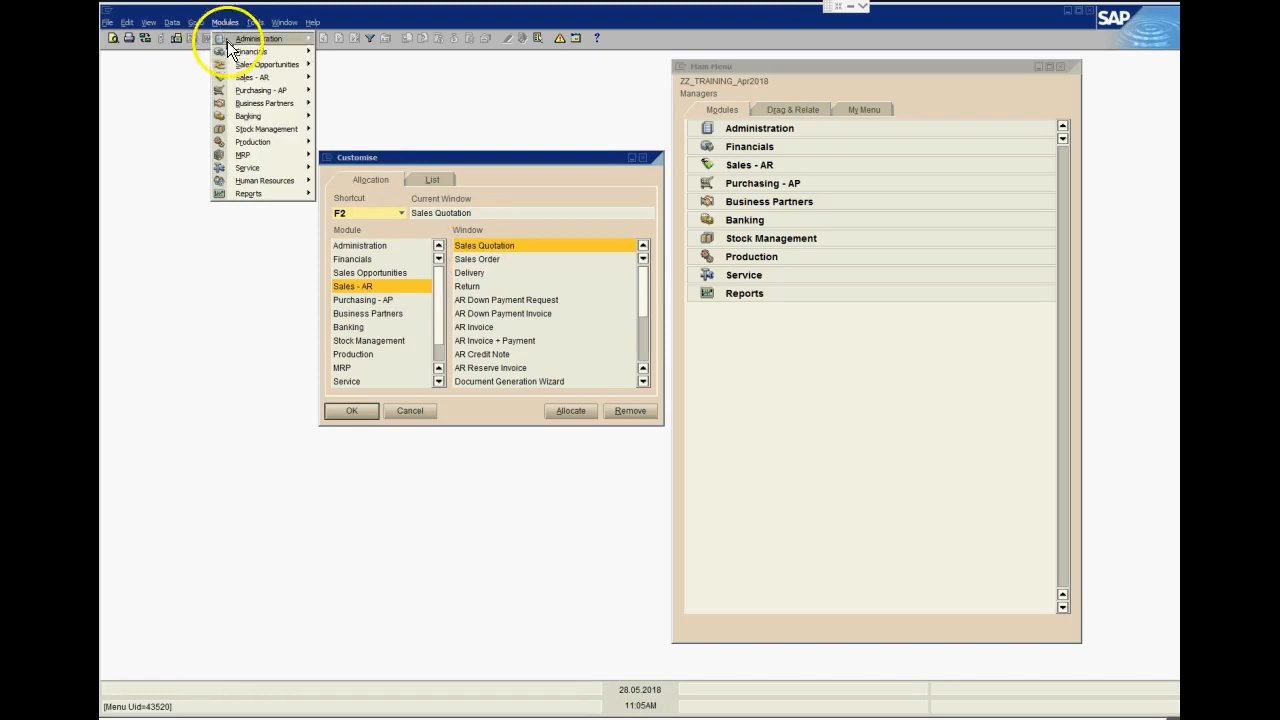 File Edit View Data Goto Modules Tools Window Help
SAP
Administration
Financials
Sales Opportunities
Sales - AR
Purchasing - AP
Business Partners
Banking
Stock Management
Production
MRP
Service
Human Resources
Reports
Customise
Allocation List
Shortcut Current Window
F2 Sales Quotation
Module Window
Administration Sales Quotation
Financials Sales Order
Sales Opportunities Delivery
Sales - AR Return
Purchasing - AP AR Down Payment Request
Business Partners AR Down Payment Invoice
Banking AR Invoice
Stock Management AR Invoice + Payment
Production AR Credit Note
MRP AR Reserve Invoice
Service Document Generation Wizard
OK Cancel Allocate Remove
Main Menu
ZZ_TRAINING_Apr2018
Managers
Modules Drag & Relate My Menu
Administration
Financials
Sales - AR
Purchasing - AP
Business Partners
Banking
Stock Management
Production
Service
Reports
28.05.2018
[Menu Uid=43520] 11:05AM